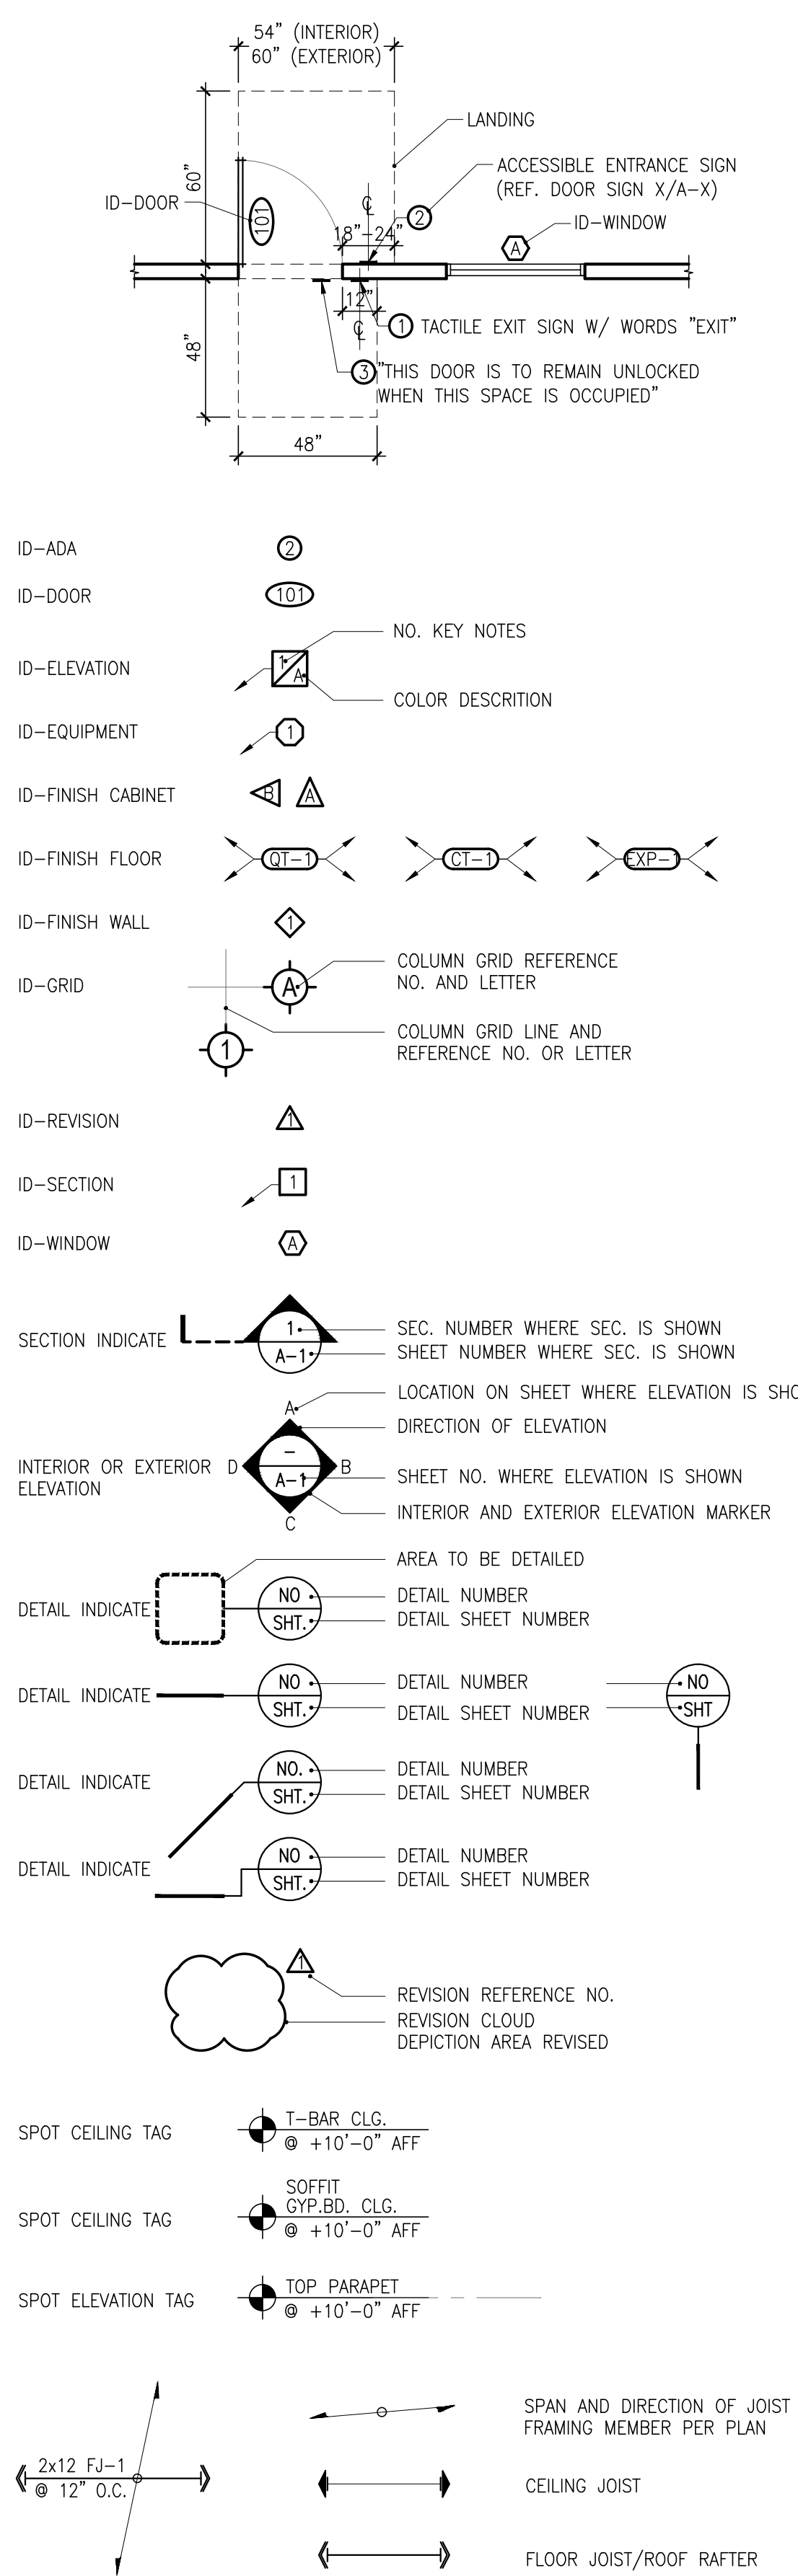 54" (INTERIOR)
60" (EXTERIOR)
LANDING
60"
ACCESSIBLE ENTRANCE SIGN
(REF. DOOR SIGN X/A-X)
ID-DOOR
101
℄
2
ID-WINDOW
18"-24"
A
12"
℄
1 TACTILE EXIT SIGN W/ WORDS "EXIT"
48"
3 "THIS DOOR IS TO REMAIN UNLOCKED
WHEN THIS SPACE IS OCCUPIED"
48"
ID-ADA 2
ID-DOOR 101
NO. KEY NOTES
ID-ELEVATION 1 A
COLOR DESCRITION
ID-EQUIPMENT 1
ID-FINISH CABINET B A
ID-FINISH FLOOR QT-1 CT-1 EXP-1
ID-FINISH WALL 1
COLUMN GRID REFERENCE
ID-GRID A NO. AND LETTER
COLUMN GRID LINE AND
1 REFERENCE NO. OR LETTER
ID-REVISION 1
ID-SECTION 1
ID-WINDOW A
1 SEC. NUMBER WHERE SEC. IS SHOWN
SECTION INDICATE
A-1 SHEET NUMBER WHERE SEC. IS SHOWN
LOCATION ON SHEET WHERE ELEVATION IS SHO
A
DIRECTION OF ELEVATION
-
INTERIOR OR EXTERIOR D B
A-1 SHEET NO. WHERE ELEVATION IS SHOWN
ELEVATION
INTERIOR AND EXTERIOR ELEVATION MARKER
C
AREA TO BE DETAILED
NO DETAIL NUMBER
DETAIL INDICATE
SHT. DETAIL SHEET NUMBER
NO DETAIL NUMBER NO
DETAIL INDICATE
SHT. DETAIL SHEET NUMBER SHT
NO. DETAIL NUMBER
DETAIL INDICATE
SHT. DETAIL SHEET NUMBER
NO DETAIL NUMBER
DETAIL INDICATE
SHT. DETAIL SHEET NUMBER
1
REVISION REFERENCE NO.
REVISION CLOUD
DEPICTION AREA REVISED
T-BAR CLG.
SPOT CEILING TAG
@ +10'-0" AFF
SOFFIT
GYP.BD. CLG.
SPOT CEILING TAG
@ +10'-0" AFF
TOP PARAPET
SPOT ELEVATION TAG
@ +10'-0" AFF
SPAN AND DIRECTION OF JOIST
FRAMING MEMBER PER PLAN
2x12 FJ-1
@ 12" O.C.
CEILING JOIST
FLOOR JOIST/ROOF RAFTER